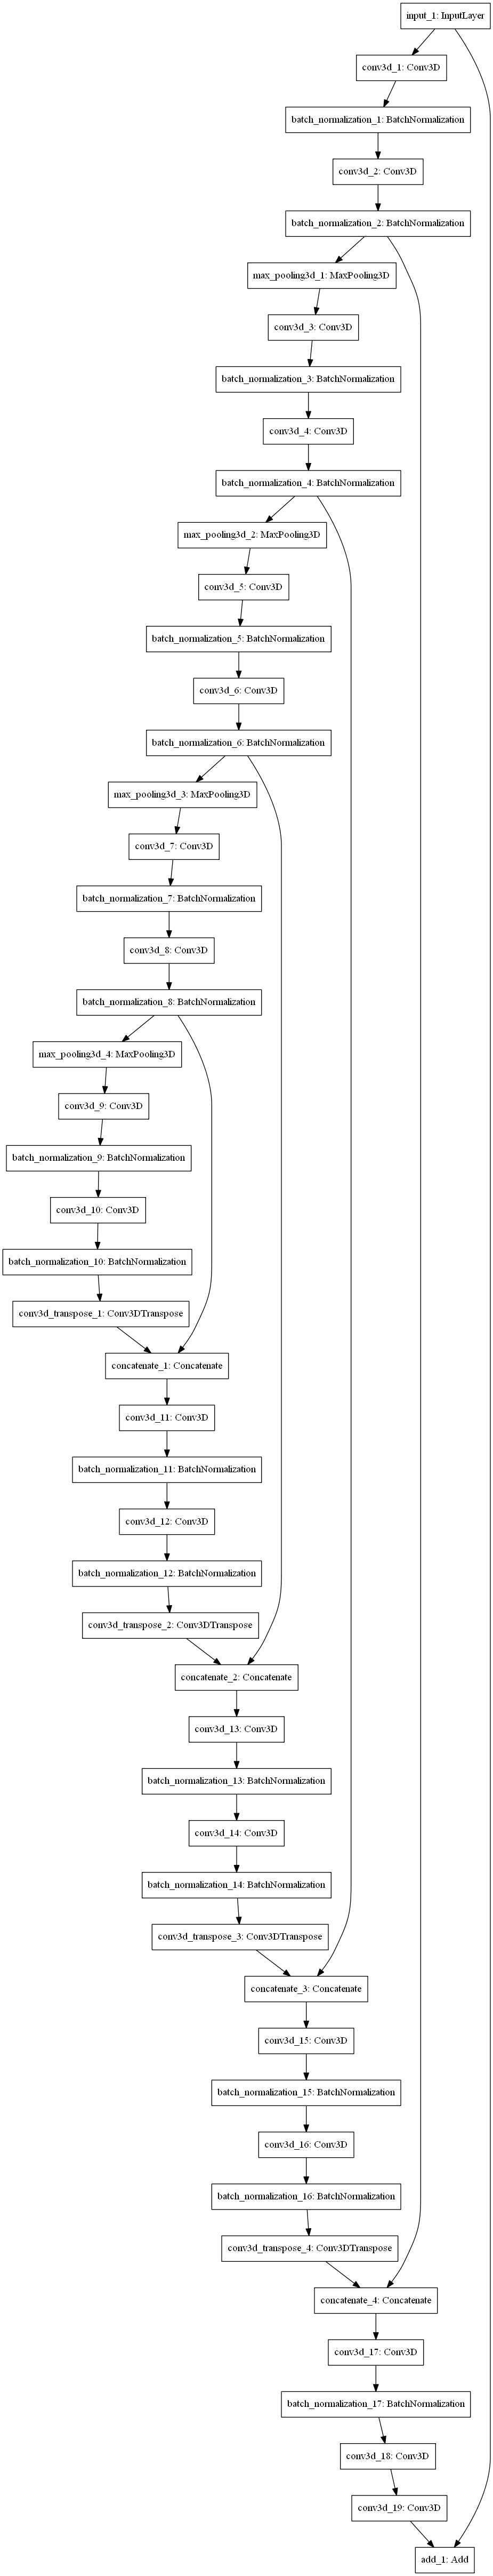 input_1: InputLayer
conv3d_1: Conv3D
batch_normalization_1: BatchNormalization
conv3d_2: Conv3D
batch_normalization_2: BatchNormalization
max_pooling3d_1: MaxPooling3D
conv3d_3: Conv3D
batch_normalization_3: BatchNormalization
conv3d_4: Conv3D
batch_normalization_4: BatchNormalization
max_pooling3d_2: MaxPooling3D
conv3d_5: Conv3D
batch_normalization_5: BatchNormalization
conv3d_6: Conv3D
batch_normalization_6: BatchNormalization
max_pooling3d_3: MaxPooling3D
conv3d_7: Conv3D
batch_normalization_7: BatchNormalization
conv3d_8: Conv3D
batch_normalization_8: BatchNormalization
max_pooling3d_4: MaxPooling3D
conv3d_9: Conv3D
batch_normalization_9: BatchNormalization
conv3d_10: Conv3D
batch_normalization_10: BatchNormalization
conv3d_transpose_1: Conv3DTranspose
concatenate_1: Concatenate
conv3d_11: Conv3D
batch_normalization_11: BatchNormalization
conv3d_12: Conv3D
batch_normalization_12: BatchNormalization
conv3d_transpose_2: Conv3DTranspose
concatenate_2: Concatenate
conv3d_13: Conv3D
batch_normalization_13: BatchNormalization
conv3d_14: Conv3D
batch_normalization_14: BatchNormalization
conv3d_transpose_3: Conv3DTranspose
concatenate_3: Concatenate
conv3d_15: Conv3D
batch_normalization_15: BatchNormalization
conv3d_16: Conv3D
batch_normalization_16: BatchNormalization
conv3d_transpose_4: Conv3DTranspose
concatenate_4: Concatenate
conv3d_17: Conv3D
batch_normalization_17: BatchNormalization
conv3d_18: Conv3D
conv3d_19: Conv3D
add_1: Add